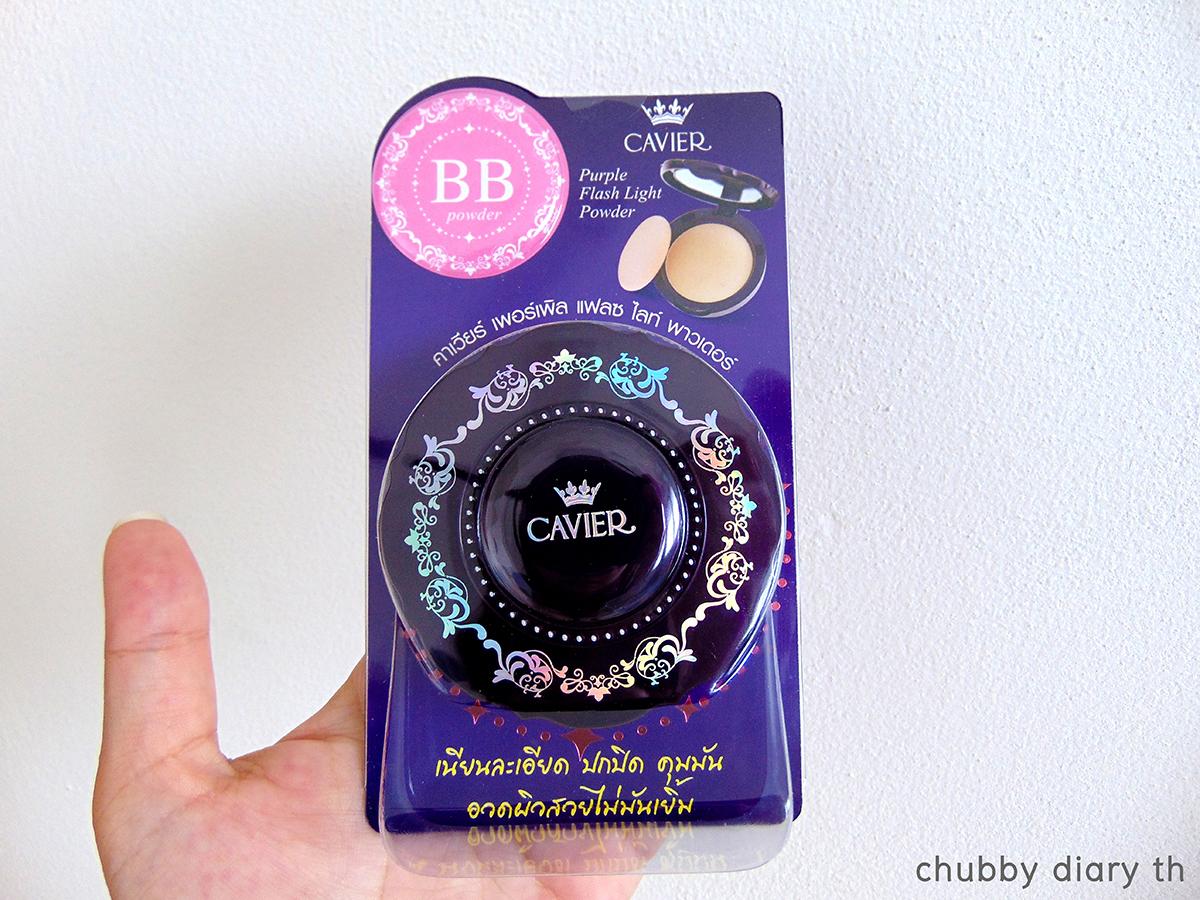 BB
powder
CAVIER
Purple
Flash Light
Powder
คาเวียร์ เพอร์เพิล แฟลซ ไลท์ พาวเดอร์
CAVIER
เนียนละเอียด ปกปิด คุมมัน
อวดผิวสวยไม่มันเยิ้ม
chubby diary th